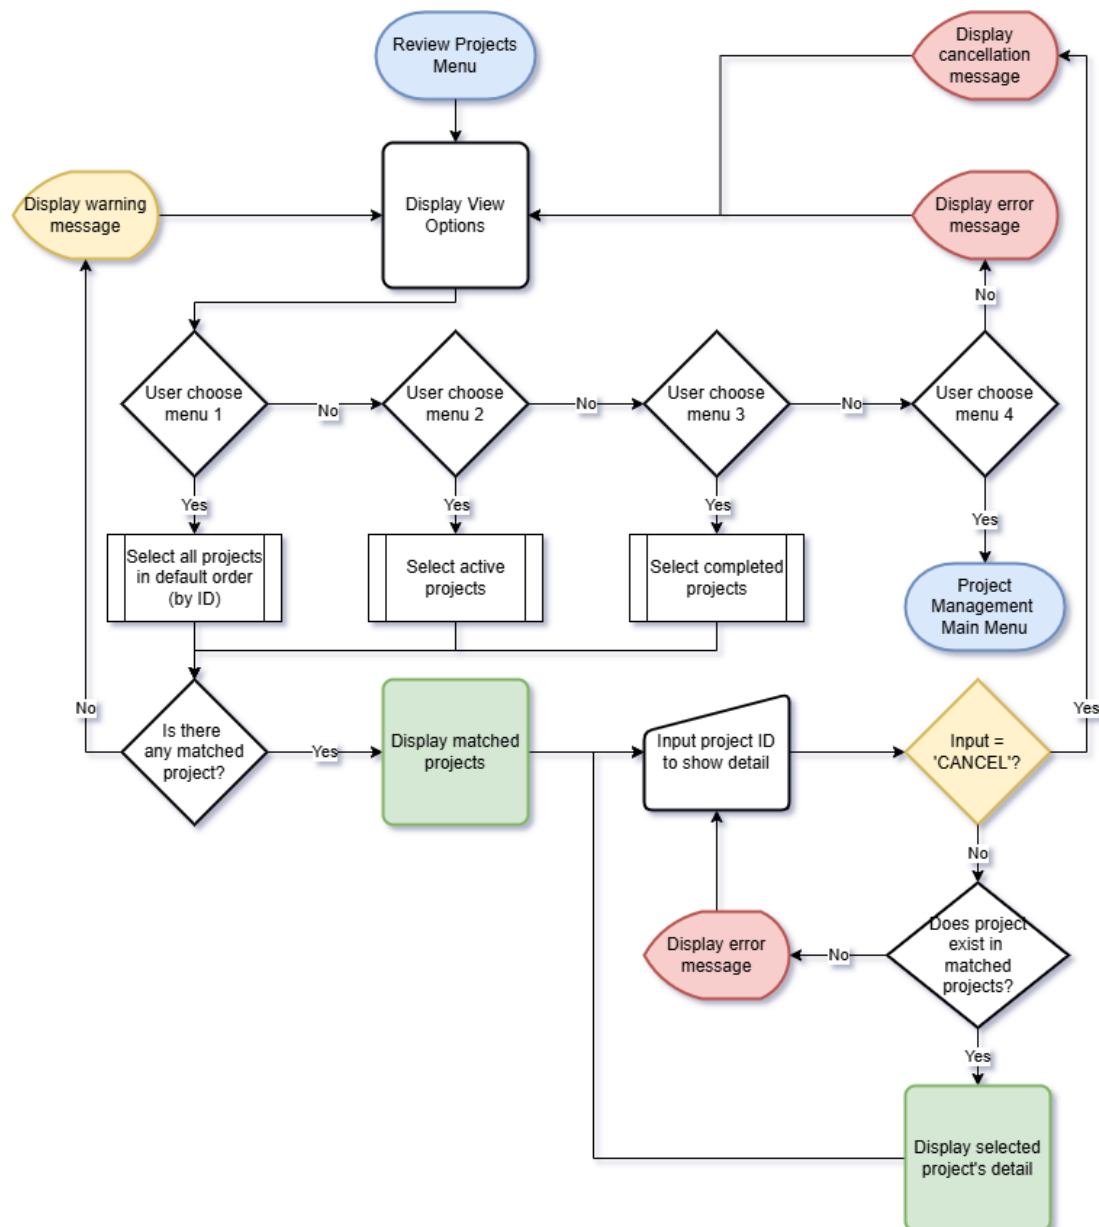 Review Projects
Menu
Display
cancellation
message
Display warning
message
Display View
Options
Display error
message
No
User choose
menu 1
No
User choose
menu 2
No
User choose
menu 3
No
User choose
menu 4
Yes
Yes
Yes
Yes
Select all projects
in default order
(by ID)
Select active
projects
Select completed
projects
Project
Management
Main Menu
No
Is there
any matched
project?
Yes
Display matched
projects
Input project ID
to show detail
Input =
'CANCEL'?
Yes
No
Display error
message
No
Does project
exist in
matched
projects?
Yes
Display selected
project's detail